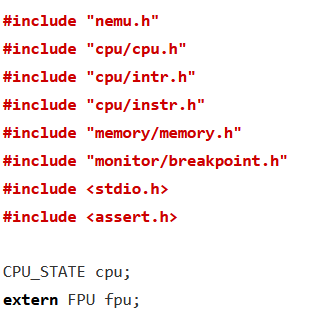 #include "nemu.h"
#include "cpu/cpu.h"
#include "cpu/intr.h"
#include "cpu/instr.h"
#include "memory/memory.h"
#include "monitor/breakpoint.h"
#include <stdio.h>
#include <assert.h>
CPU_STATE cpu;
extern FPU fpu;